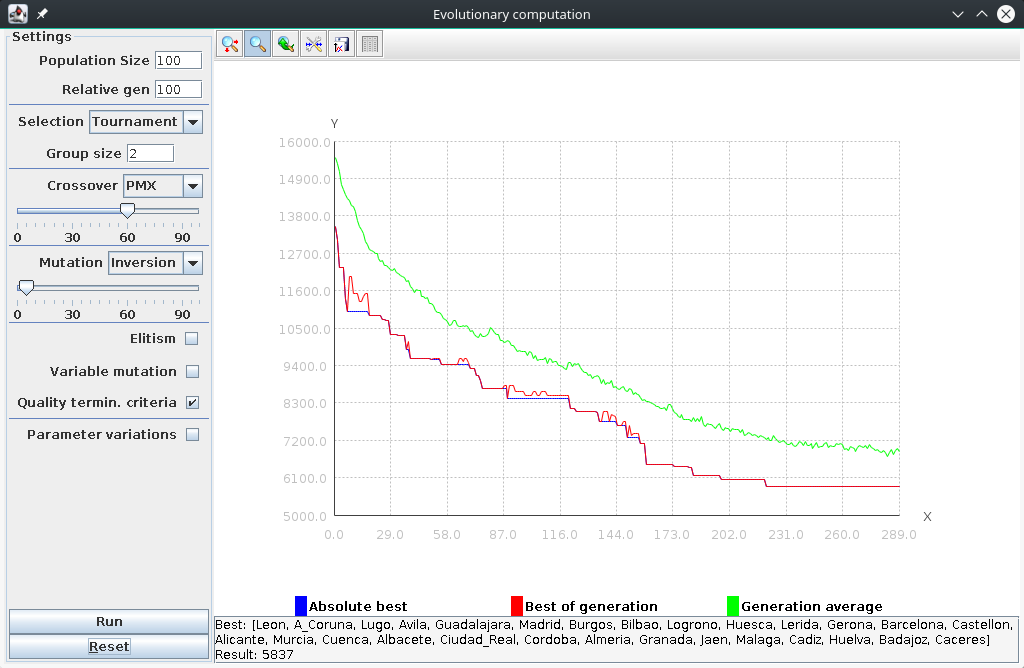 Evolutionary computation
Settings
Population Size 100
Relative gen 100
Selection Tournament
Group size 2
Crossover PMX
0 30 60 90
Mutation Inversion
0 30 60 90
Elitism
Variable mutation
Quality termin. criteria
Parameter variations
Run
Reset
Y
16000.0
14900.0
13800.0
12700.0
11600.0
10500.0
9400.0
8300.0
7200.0
6100.0
5000.0
X
0.0 29.0 58.0 87.0 116.0 144.0 173.0 202.0 231.0 260.0 289.0
Absolute best Best of generation Generation average
Best: [Leon, A_Coruna, Lugo, Avila, Guadalajara, Madrid, Burgos, Bilbao, Logrono, Huesca, Lerida, Gerona, Barcelona, Castellon,
Alicante, Murcia, Cuenca, Albacete, Ciudad_Real, Cordoba, Almeria, Granada, Jaen, Malaga, Cadiz, Huelva, Badajoz, Caceres]
Result: 5837